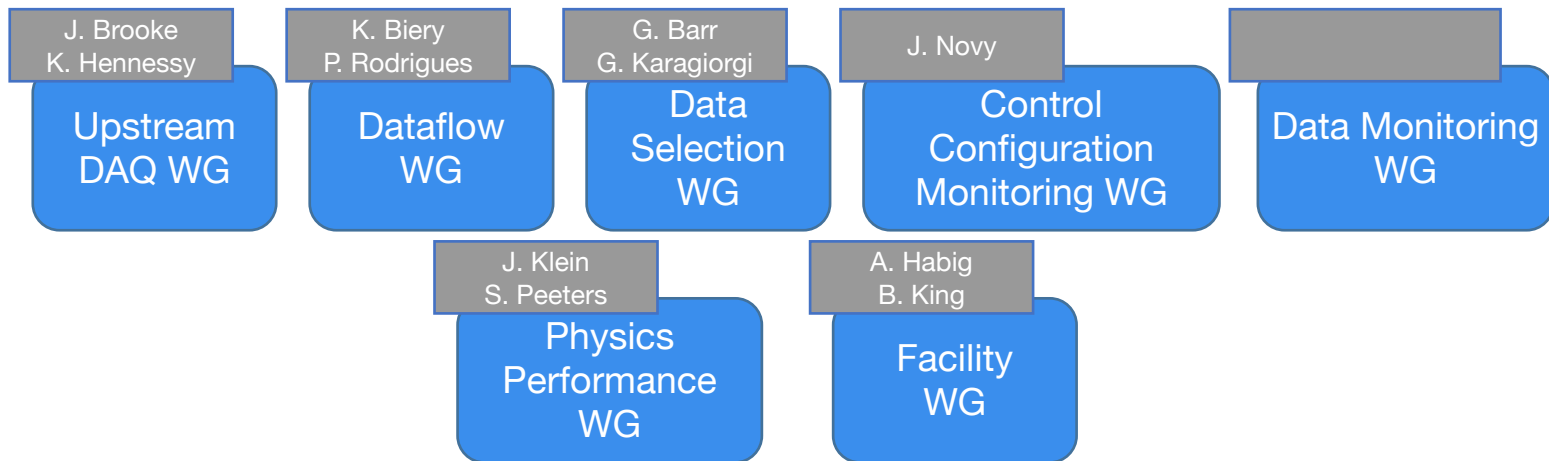 J. Brooke
K. Hennessy
Upstream
DAQ WG
K. Biery
P. Rodrigues
Dataflow
WG
G. Barr
G. Karagiorgi
Data
Selection
WG
J. Novy
Control
Configuration
Monitoring WG
Data Monitoring
WG
J. Klein
S. Peeters
Physics
Performance
WG
A. Habig
B. King
Facility
WG